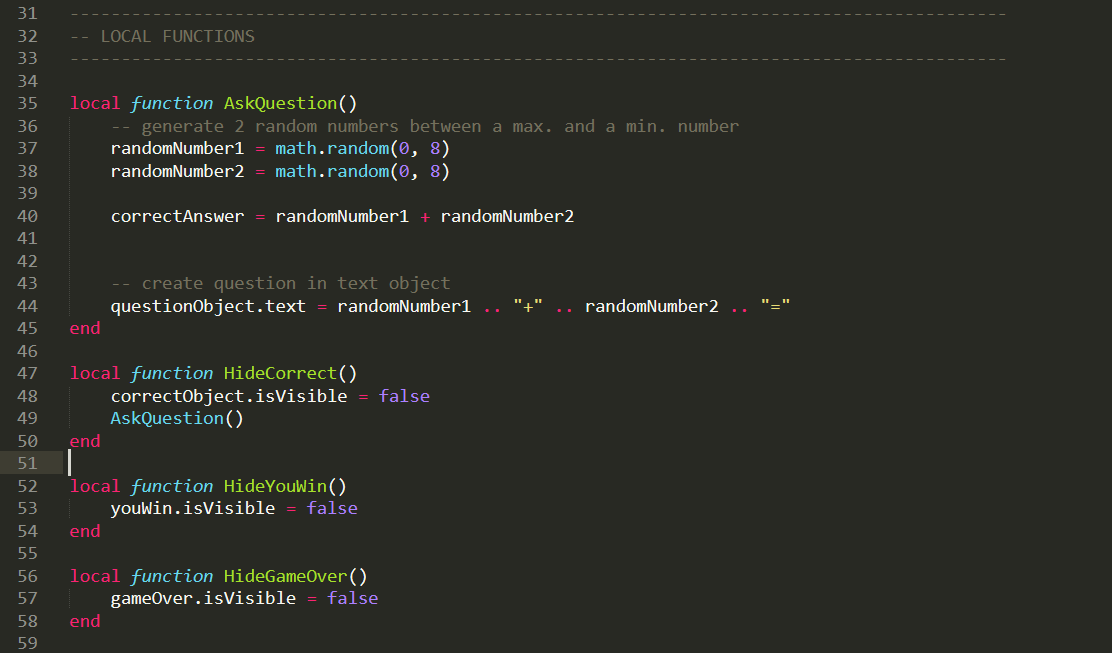 31 -------------------------------------------------------------------------------------------
32 -- LOCAL FUNCTIONS
33 -------------------------------------------------------------------------------------------
34
35 local function AskQuestion()
36     -- generate 2 random numbers between a max. and a min. number
37     randomNumber1 = math.random(0, 8)
38     randomNumber2 = math.random(0, 8)
39
40     correctAnswer = randomNumber1 + randomNumber2
41
42
43     -- create question in text object
44     questionObject.text = randomNumber1 .. "+" .. randomNumber2 .. "="
45 end
46
47 local function HideCorrect()
48     correctObject.isVisible = false
49     AskQuestion()
50 end
51
52 local function HideYouWin()
53     youWin.isVisible = false
54 end
55
56 local function HideGameOver()
57     gameOver.isVisible = false
58 end
59